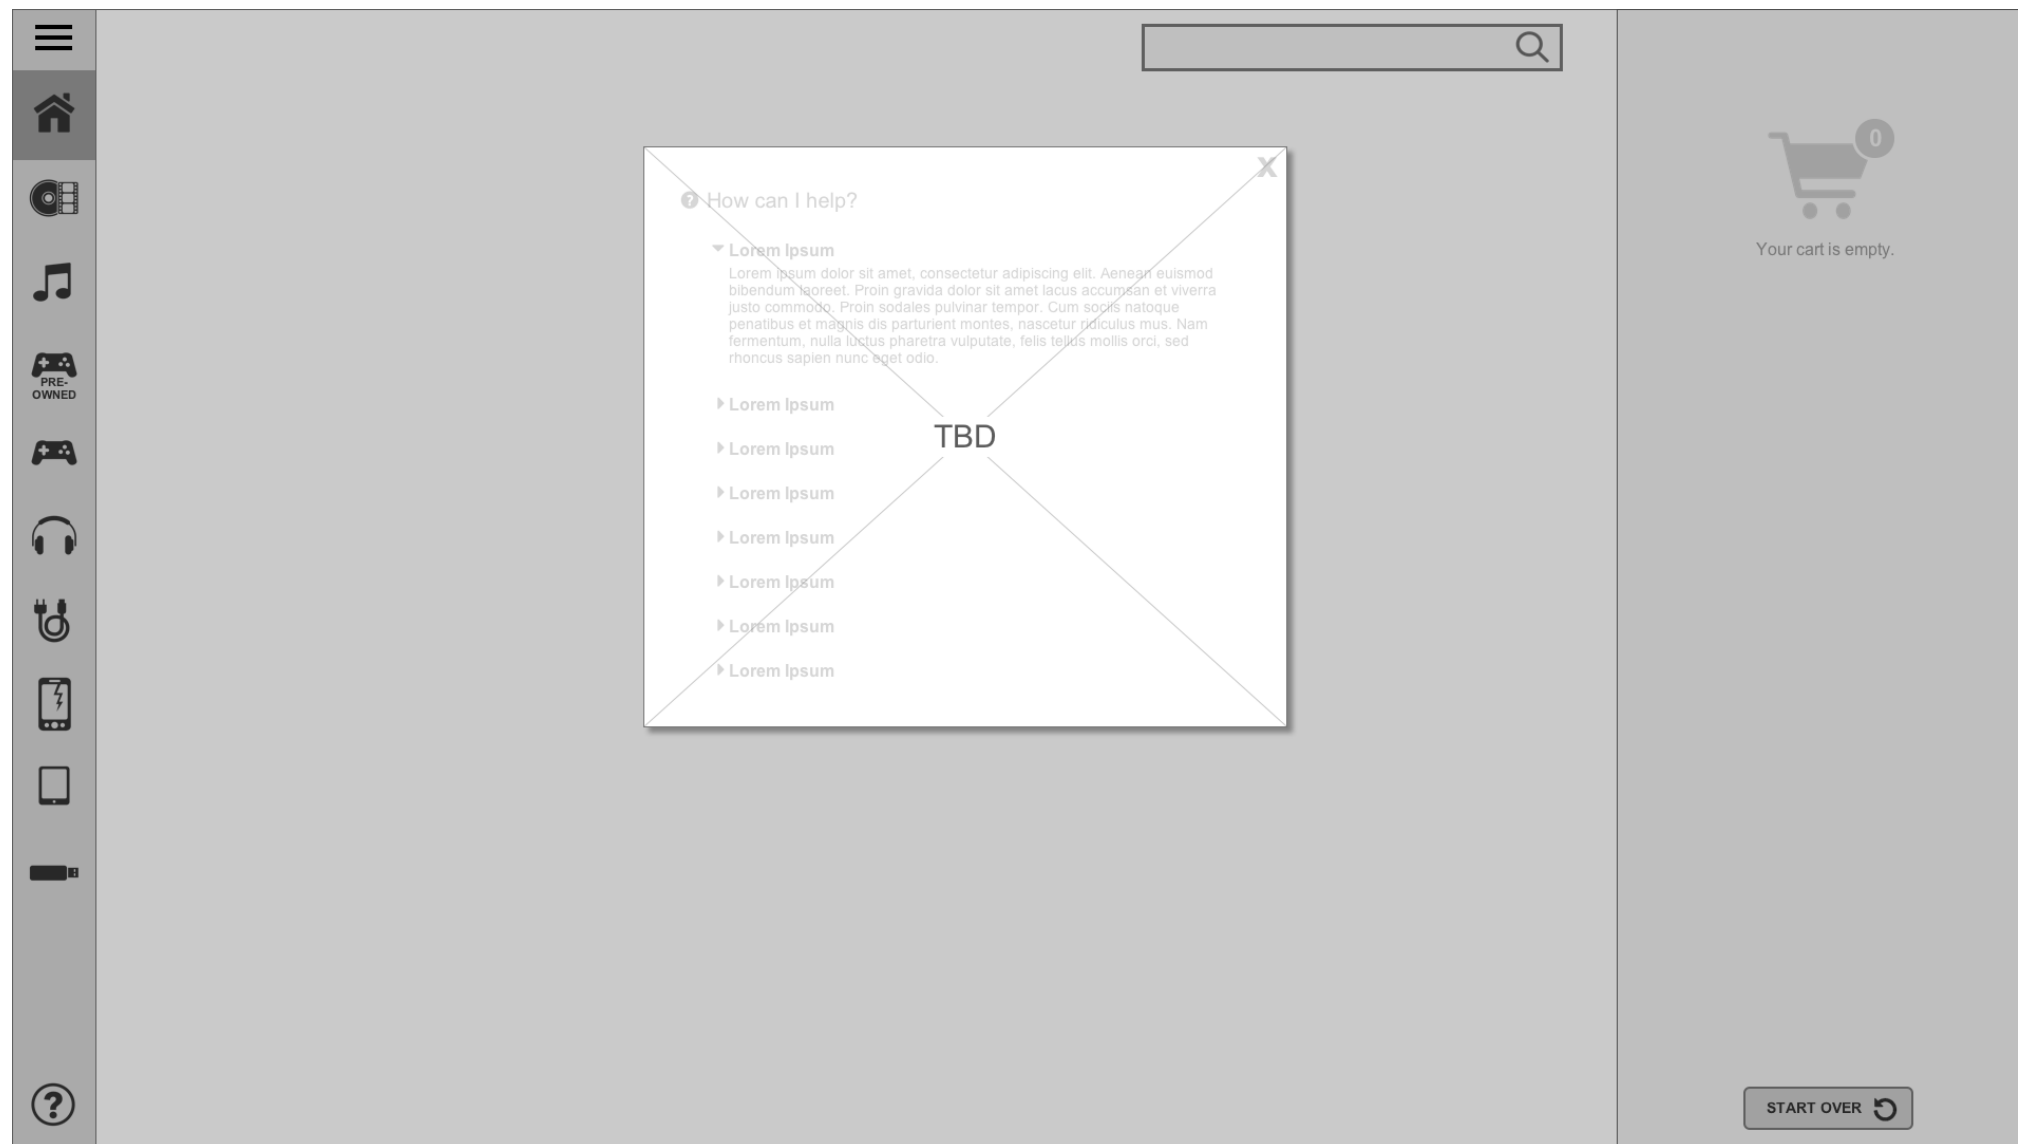 0
Your cart is empty.
PRE-
OWNED
X
? How can I help?
Lorem Ipsum
Lorem ipsum dolor sit amet, consectetur adipiscing elit. Aenean euismod
bibendum laoreet. Proin gravida dolor sit amet lacus accumsan et viverra
justo commodo. Proin sodales pulvinar tempor. Cum sociis natoque
penatibus et magnis dis parturient montes, nascetur ridiculus mus. Nam
fermentum, nulla luctus pharetra vulputate, felis tellus mollis orci, sed
rhoncus sapien nunc eget odio.
Lorem Ipsum
Lorem Ipsum
TBD
Lorem Ipsum
Lorem Ipsum
Lorem Ipsum
Lorem Ipsum
Lorem Ipsum
?
START OVER